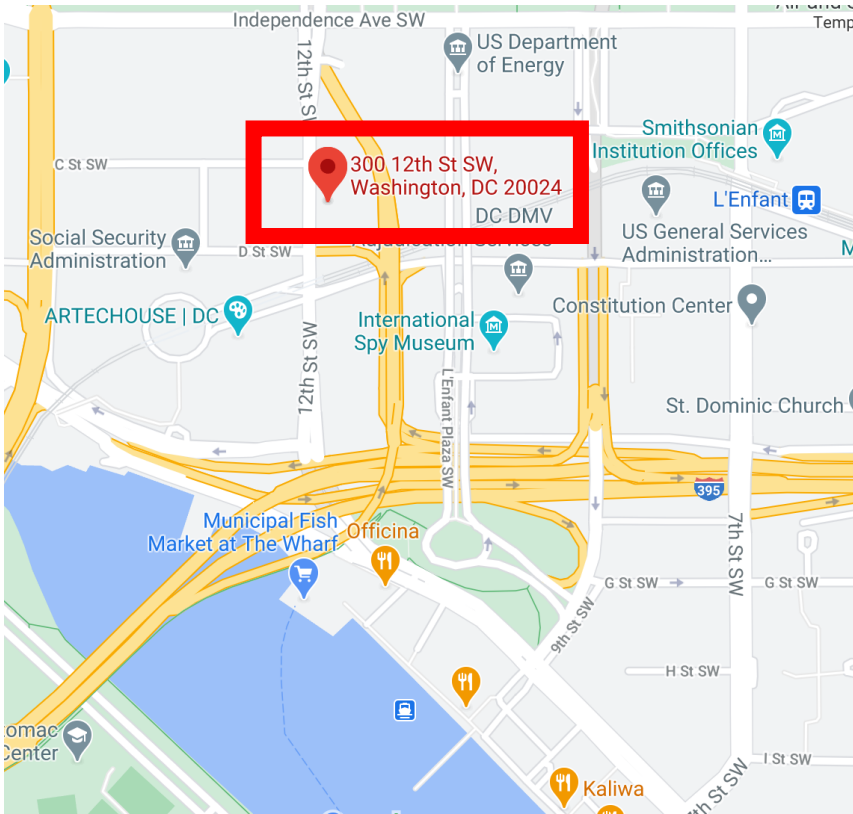 Independence Ave SW
12th St SW
US Department
of Energy
Smithsonian
Institution Offices
C St SW
300 12th St SW,
Washington, DC 20024
DC DMV
L'Enfant
US General Services
Administration...
Social Security
Administration
D St SW
ARTECHOUSE | DC
International
Spy Museum
Constitution Center
12th St SW
L'Enfant Plaza SW
St. Dominic Church
395
Municipal Fish
Market at The Wharf
Officina
7th St SW
G St SW
G St SW
9th St SW
H St SW
Center
I St SW
Kaliwa